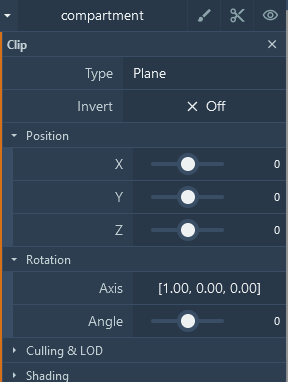 compartment
Clip
Type Plane
Invert Off
Position
X 0
Y 0
Z 0
Rotation
Axis [1.00, 0.00, 0.00]
Angle 0
Culling & LOD
Shading